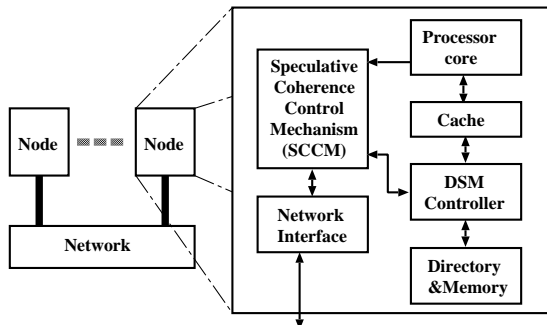 Node
Node
Network
Speculative
Coherence
Control
Mechanism
(SCCM)
Network
Interface
Processor
core
Cache
DSM
Controller
Directory
&Memory